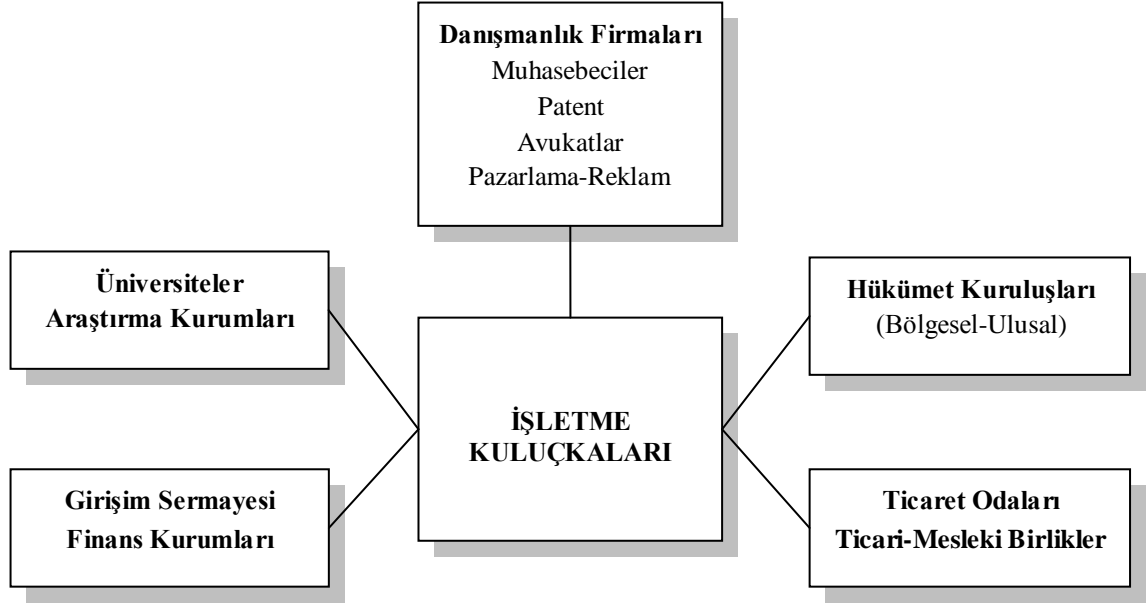 Danışmanlık Firmaları
Muhasebeciler
Patent
Avukatlar
Pazarlama-Reklam
Üniversiteler
Araştırma Kurumları
Hükümet Kuruluşları
(Bölgesel-Ulusal)
İŞLETME
KULUÇKALARI
Girişim Sermayesi
Finans Kurumları
Ticaret Odaları
Ticari-Mesleki Birlikler